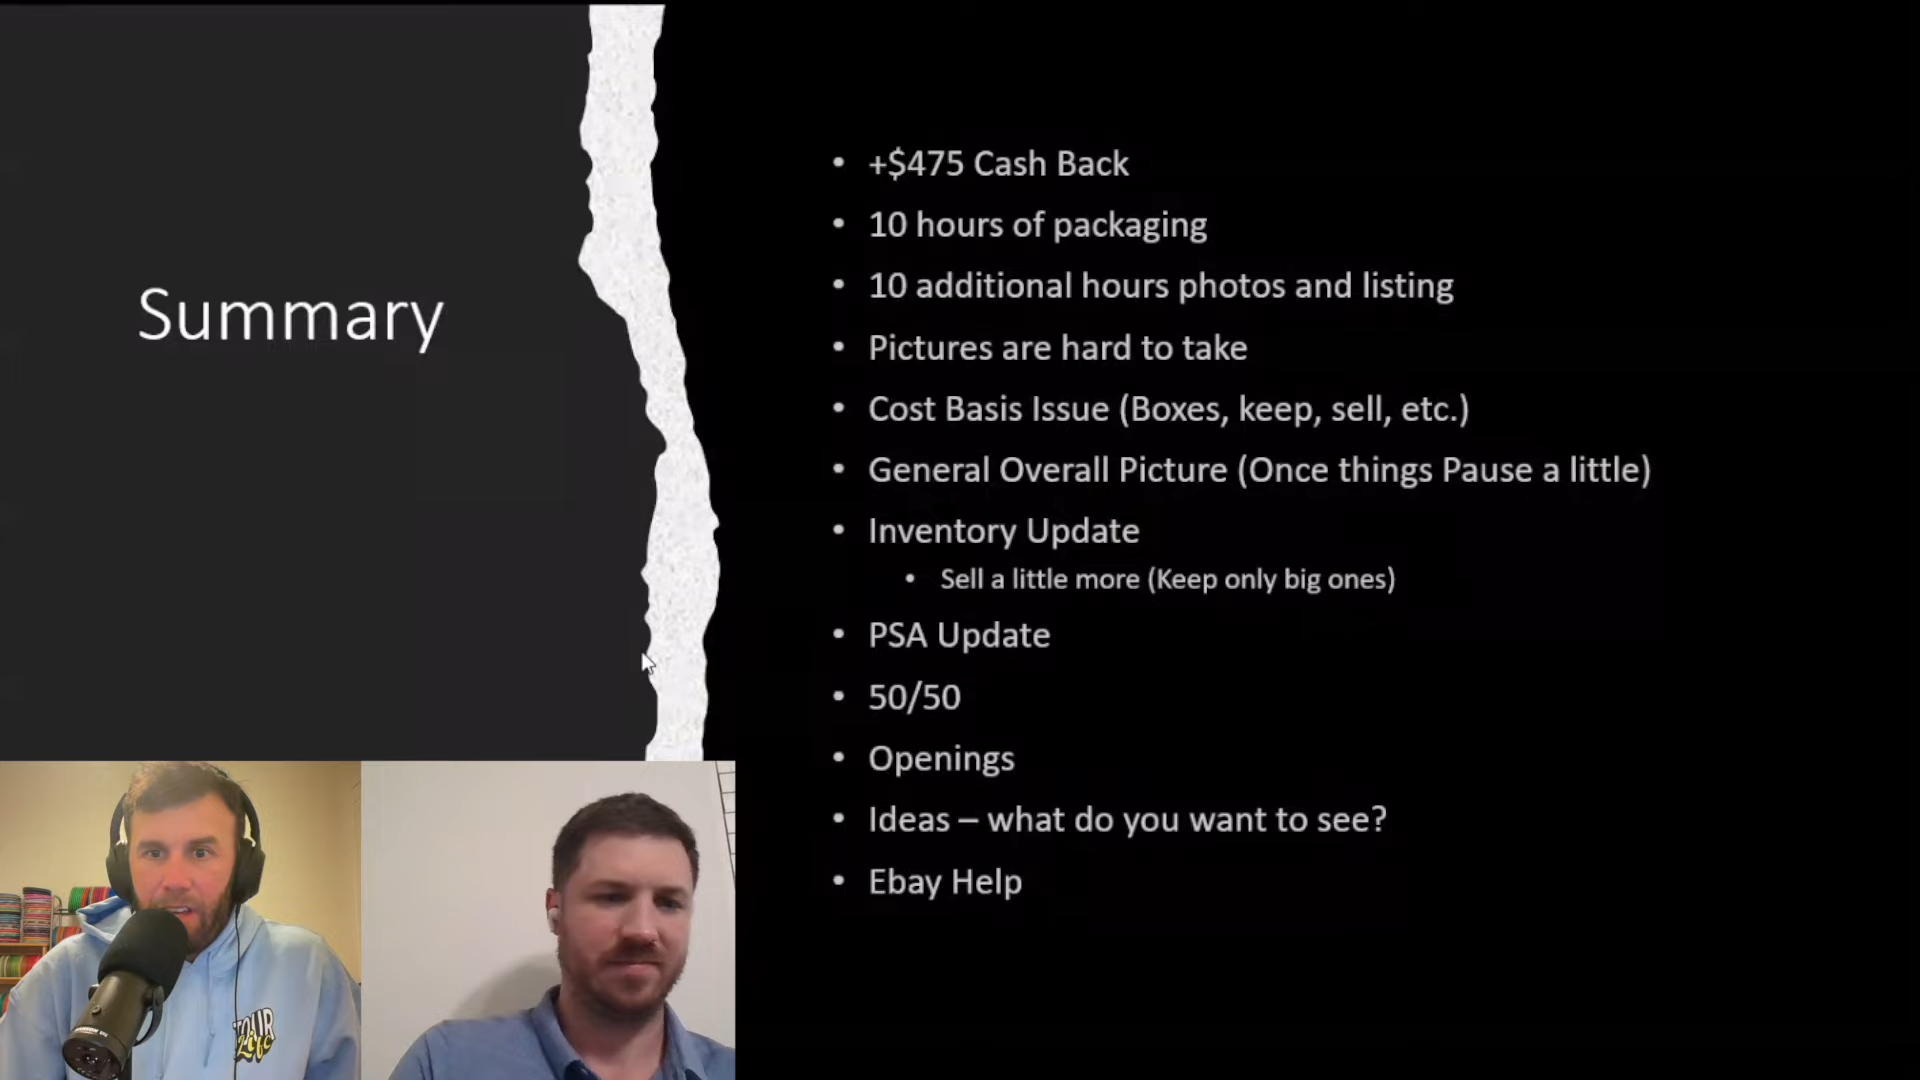 Summary
+$475 Cash Back
10 hours of packaging
10 additional hours photos and listing
Pictures are hard to take
Cost Basis Issue (Boxes, keep, sell, etc.)
General Overall Picture (Once things Pause a little)
Inventory Update
Sell a little more (Keep only big ones)
PSA Update
50/50
Openings
Ideas – what do you want to see?
Ebay Help